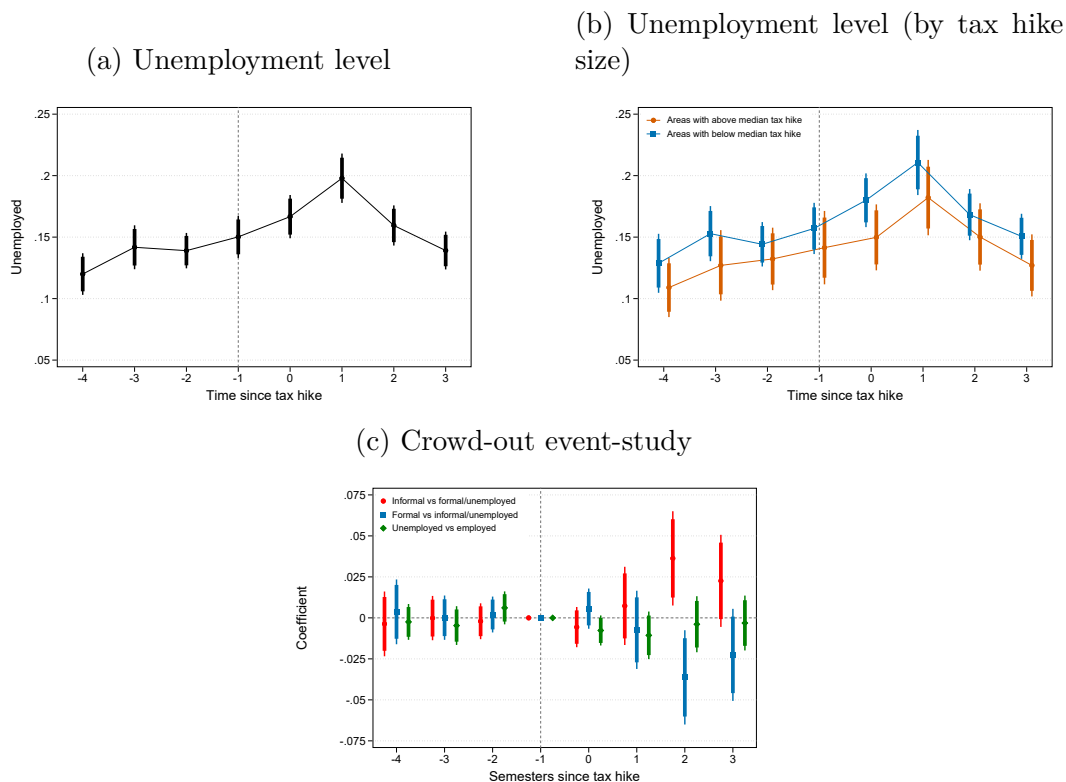 (a) Unemployment level
(b) Unemployment level (by tax hike
size)
.25
.2
.15
.1
.05
Unemployed
-4 -3 -2 -1 0 1 2 3
Time since tax hike
Areas with above median tax hike
Areas with below median tax hike
.25
.2
.15
.1
.05
Unemployed
-4 -3 -2 -1 0 1 2 3
Time since tax hike
(c) Crowd-out event-study
Informal vs formal/unemployed
Formal vs informal/unemployed
Unemployed vs employed
.075
.05
.025
0
-.025
-.05
-.075
Coefficient
-4 -3 -2 -1 0 1 2 3
Semesters since tax hike